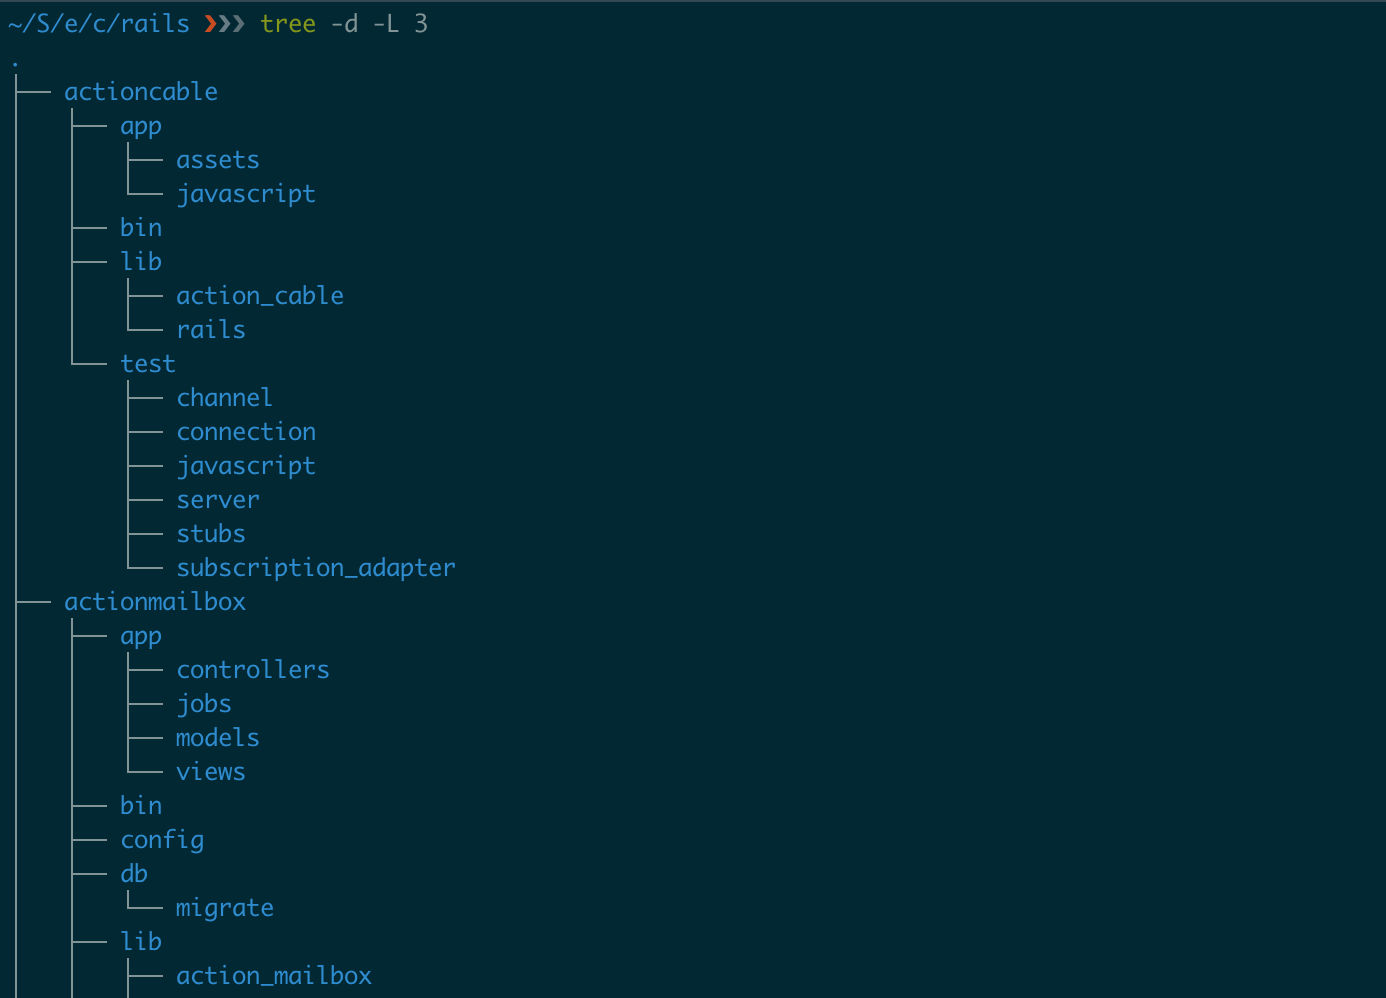 ~/S/e/c/rails ❯❯❯ tree -d -L 3
.
├── actioncable
│   ├── app
│   │   ├── assets
│   │   └── javascript
│   ├── bin
│   ├── lib
│   │   ├── action_cable
│   │   └── rails
│   └── test
│       ├── channel
│       ├── connection
│       ├── javascript
│       ├── server
│       ├── stubs
│       └── subscription_adapter
├── actionmailbox
│   ├── app
│   │   ├── controllers
│   │   ├── jobs
│   │   ├── models
│   │   └── views
│   ├── bin
│   ├── config
│   ├── db
│   │   └── migrate
│   ├── lib
│   │   ├── action_mailbox